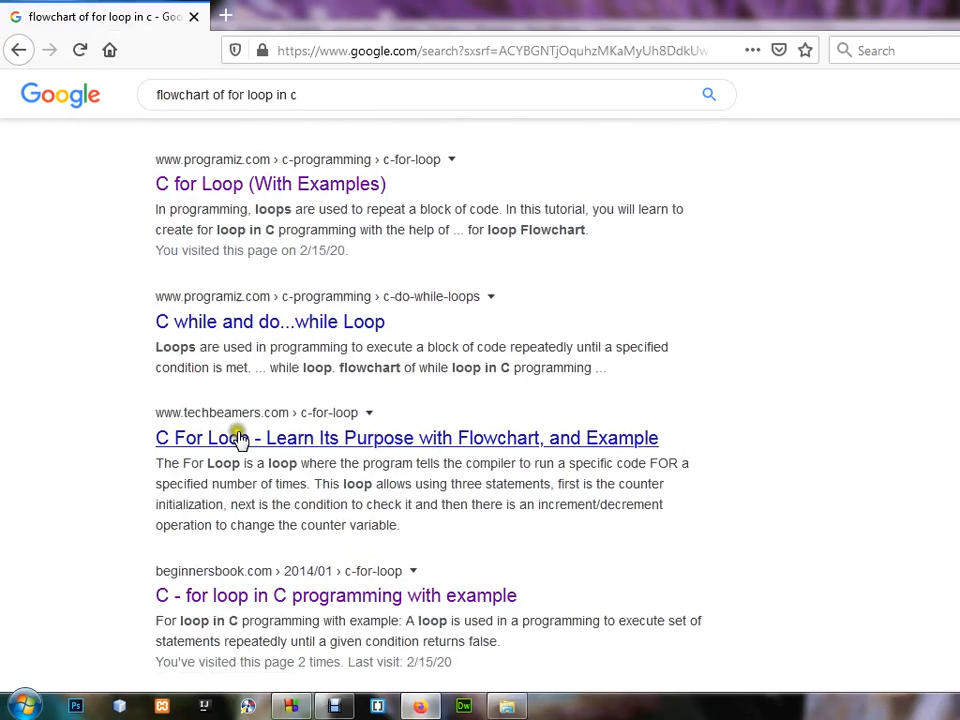 flowchart of for loop in c - Goo
https://www.google.com/search?sxsrf=ACYBGNTjOquhzMKaMyUh8DdkUw
Search
Google
flowchart of for loop in c
www.programiz.com › c-programming › c-for-loop
C for Loop (With Examples)
In programming, loops are used to repeat a block of code. In this tutorial, you will learn to
create for loop in C programming with the help of ... for loop Flowchart.
You visited this page on 2/15/20.
www.programiz.com › c-programming › c-do-while-loops
C while and do...while Loop
Loops are used in programming to execute a block of code repeatedly until a specified
condition is met. ... while loop. flowchart of while loop in C programming ...
www.techbeamers.com › c-for-loop
C For Loop - Learn Its Purpose with Flowchart, and Example
The For Loop is a loop where the program tells the compiler to run a specific code FOR a
specified number of times. This loop allows using three statements, first is the counter
initialization, next is the condition to check it and then there is an increment/decrement
operation to change the counter variable.
beginnersbook.com › 2014/01 › c-for-loop
C - for loop in C programming with example
For loop in C programming with example: A loop is used in a programming to execute set of
statements repeatedly until a given condition returns false.
You've visited this page 2 times. Last visit: 2/15/20
Ps
IJ
Dw